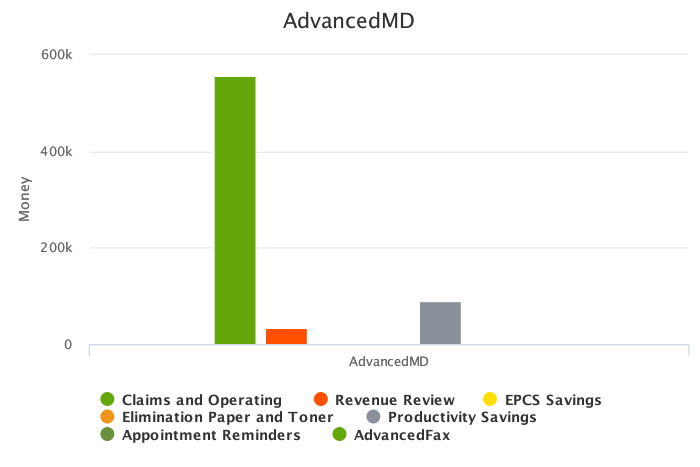 AdvancedMD
600k
400k
200k
0
Money
AdvancedMD
Claims and Operating Revenue Review EPCS Savings
Elimination Paper and Toner Productivity Savings
Appointment Reminders AdvancedFax